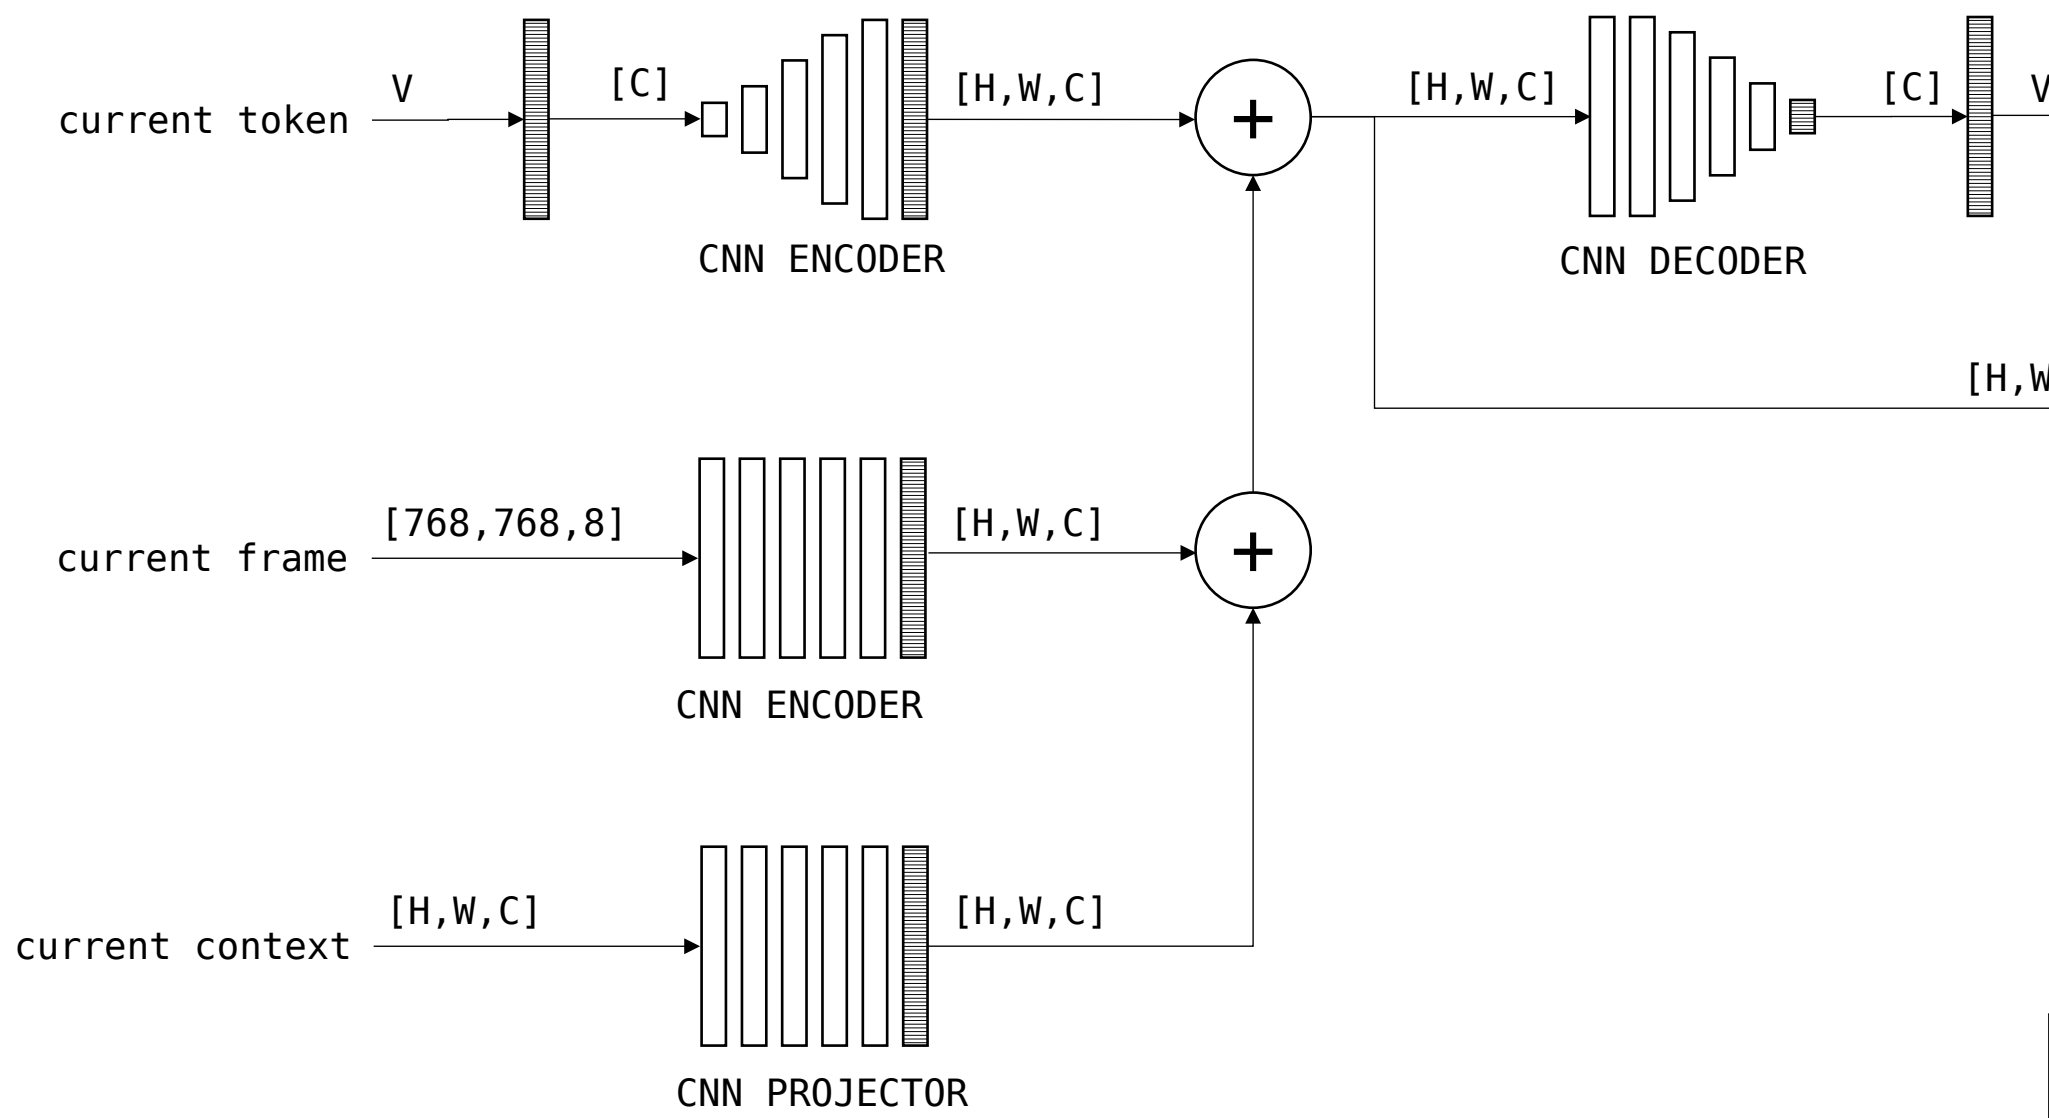 V
[C]
[H,W,C]
[H,W,C]
[C]
V
current token
+
CNN ENCODER
CNN DECODER
[H,W
[768,768,8]
[H,W,C]
current frame
+
CNN ENCODER
[H,W,C]
[H,W,C]
current context
CNN PROJECTOR